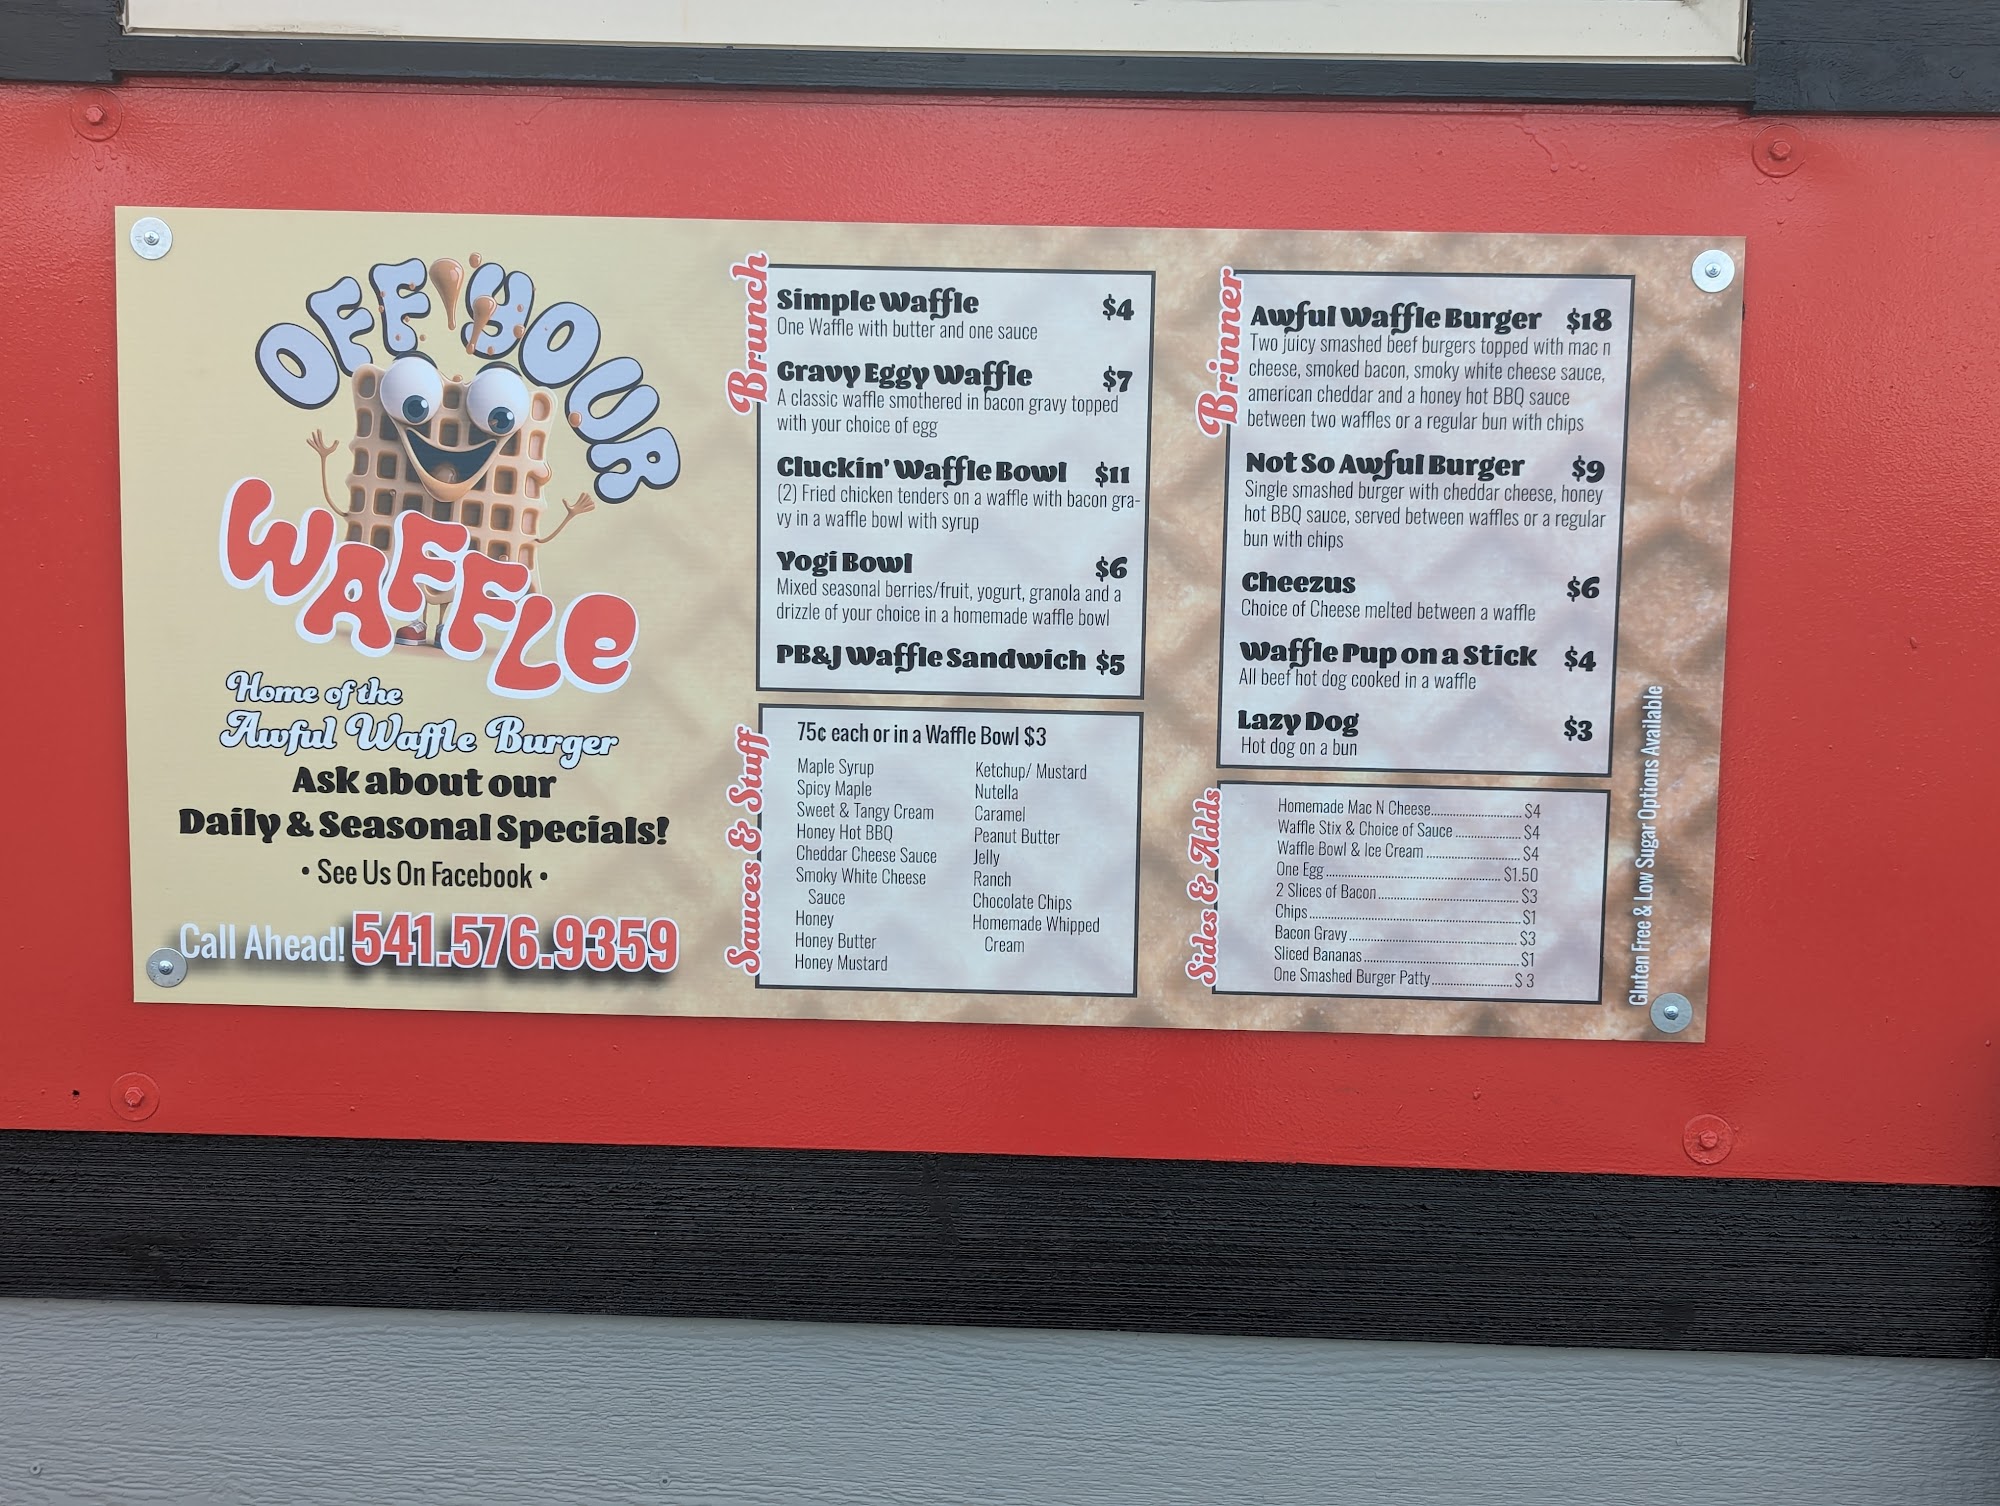 OFF YOUR
WAFFLE
Home of the
Awful Waffle Burger
Ask about our
Daily & Seasonal Specials!
• See Us On Facebook •
Call Ahead! 541.576.9359
Brunch
Simple Waffle $4
One Waffle with butter and one sauce
Gravy Eggy Waffle $7
A classic waffle smothered in bacon gravy topped
with your choice of egg
Cluckin' Waffle Bowl $11
(2) Fried chicken tenders on a waffle with bacon gra-
vy in a waffle bowl with syrup
Yogi Bowl $6
Mixed seasonal berries/fruit, yogurt, granola and a
drizzle of your choice in a homemade waffle bowl
PB&J Waffle Sandwich $5
Sauces & Stuff
75¢ each or in a Waffle Bowl $3
Maple Syrup
Spicy Maple
Sweet & Tangy Cream
Honey Hot BBQ
Cheddar Cheese Sauce
Smoky White Cheese
Sauce
Honey
Honey Butter
Honey Mustard
Ketchup/ Mustard
Nutella
Caramel
Peanut Butter
Jelly
Ranch
Chocolate Chips
Homemade Whipped
Cream
Brinner
Awful Waffle Burger $18
Two juicy smashed beef burgers topped with mac n
cheese, smoked bacon, smoky white cheese sauce,
american cheddar and a honey hot BBQ sauce
between two waffles or a regular bun with chips
Not So Awful Burger $9
Single smashed burger with cheddar cheese, honey
hot BBQ sauce, served between waffles or a regular
bun with chips
Cheezus $6
Choice of Cheese melted between a waffle
Waffle Pup on a Stick $4
All beef hot dog cooked in a waffle
Lazy Dog $3
Hot dog on a bun
Sides & Adds
Homemade Mac N Cheese........................ $4
Waffle Stix & Choice of Sauce.................. $4
Waffle Bowl & Ice Cream......................... $4
One Egg............................................... $1.50
2 Slices of Bacon.................................... $3
Chips...................................................... $1
Bacon Gravy........................................... $3
Sliced Bananas........................................ $1
One Smashed Burger Patty...................... $ 3
Gluten Free & Low Sugar Options Available